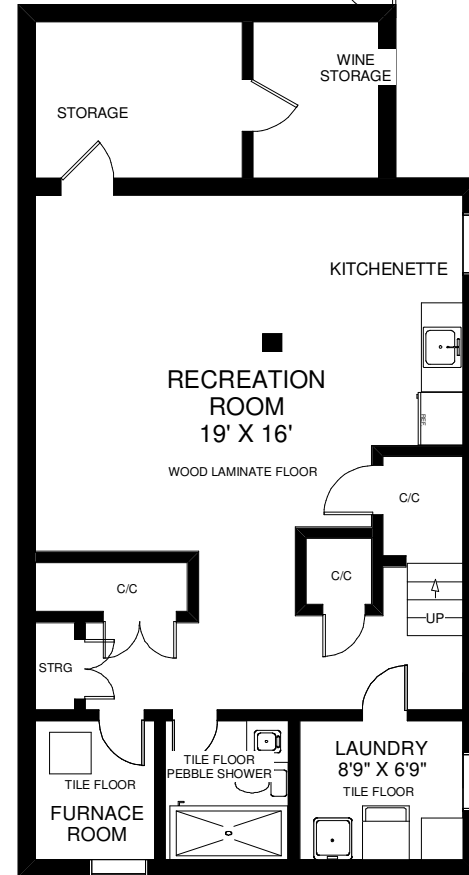 WINE
STORAGE
STORAGE
KITCHENETTE
RECREATION
ROOM
19' X 16'
WOOD LAMINATE FLOOR
REF
C/C
C/C
C/C
UP
STRG
TILE FLOOR
PEBBLE SHOWER
LAUNDRY
8'9" X 6'9"
TILE FLOOR
TILE FLOOR
FURNACE
ROOM